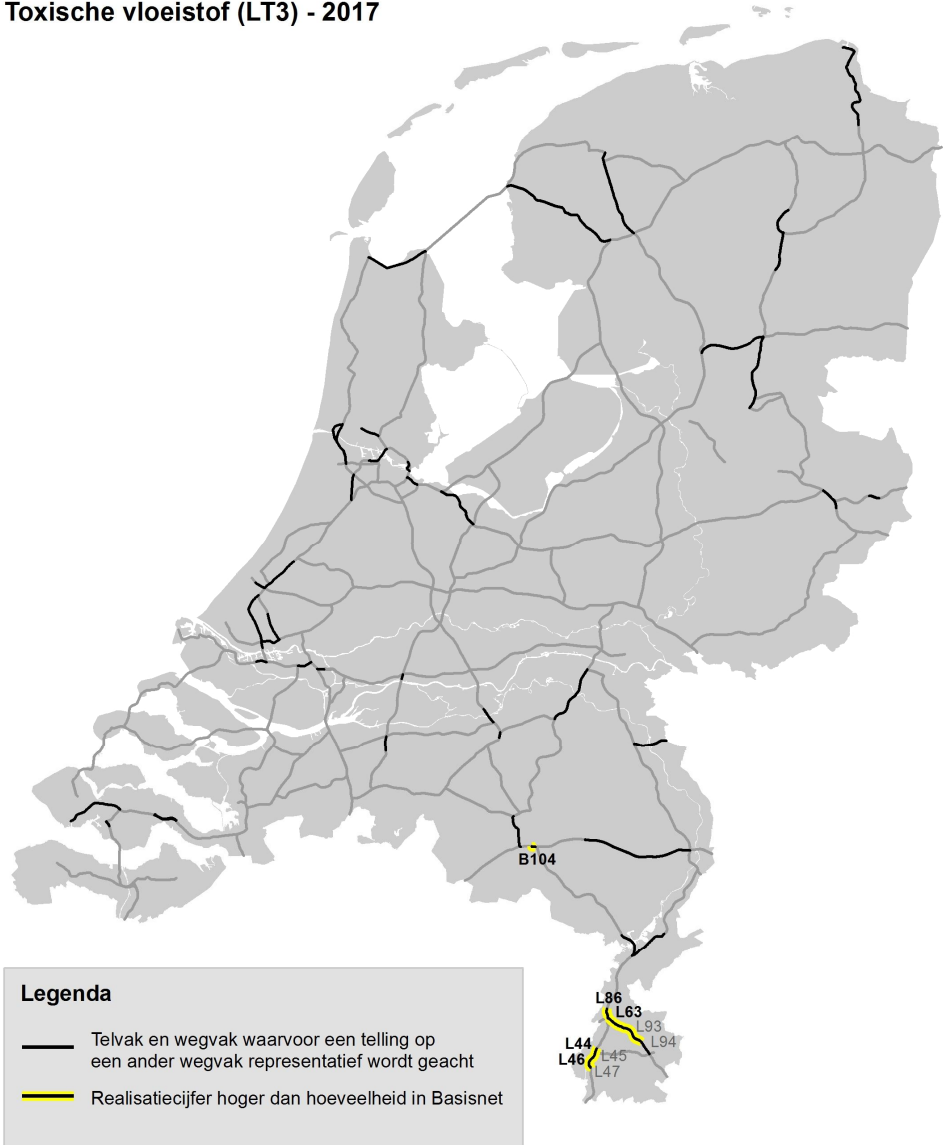 Toxische vloeistof (LT3) - 2017
B104
L86
L63
L93
L94
L44
L45
L46
L47
Legenda
Telvak en wegvak waarvoor een telling op
een ander wegvak representatief wordt geacht
Realisatiecijfer hoger dan hoeveelheid in Basisnet